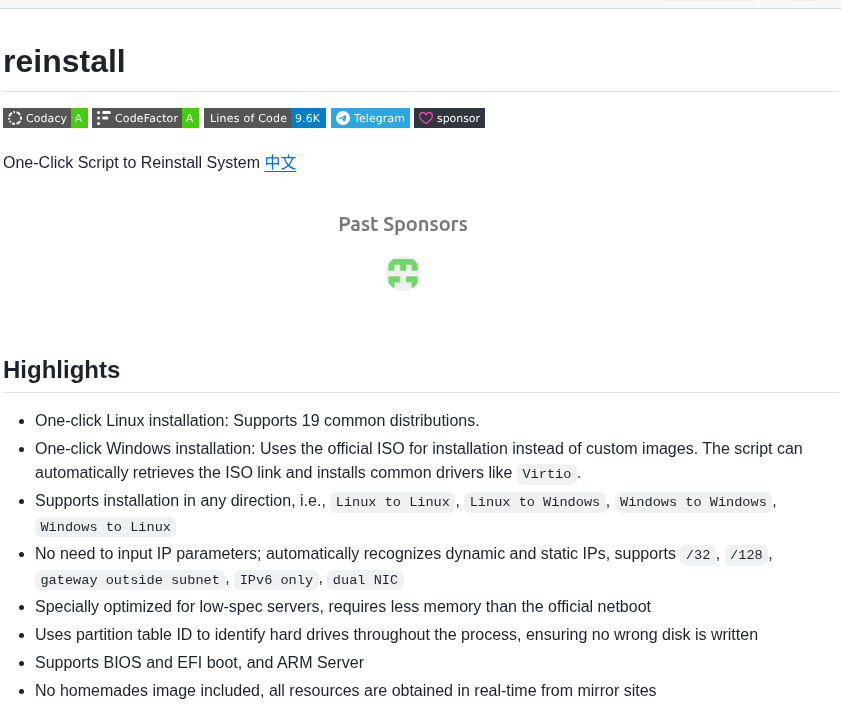 reinstall
Codacy A CodeFactor A Lines of Code 9.6K Telegram sponsor
One-Click Script to Reinstall System 中文
Past Sponsors
Highlights
One-click Linux installation: Supports 19 common distributions.
One-click Windows installation: Uses the official ISO for installation instead of custom images. The script can
automatically retrieves the ISO link and installs common drivers like Virtio.
Supports installation in any direction, i.e., Linux to Linux, Linux to Windows, Windows to Windows,
Windows to Linux
No need to input IP parameters; automatically recognizes dynamic and static IPs, supports /32, /128,
gateway outside subnet, IPv6 only, dual NIC
Specially optimized for low-spec servers, requires less memory than the official netboot
Uses partition table ID to identify hard drives throughout the process, ensuring no wrong disk is written
Supports BIOS and EFI boot, and ARM Server
No homemades image included, all resources are obtained in real-time from mirror sites